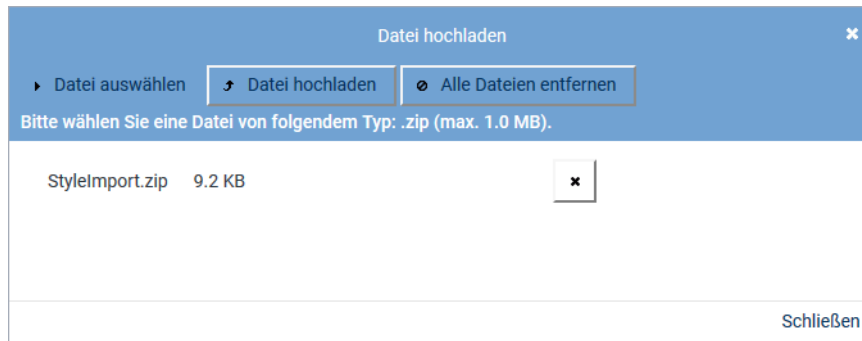 Datei hochladen
Datei auswählen Datei hochladen Alle Dateien entfernen
Bitte wählen Sie eine Datei von folgendem Typ: .zip (max. 1.0 MB).
StyleImport.zip 9.2 KB
Schließen